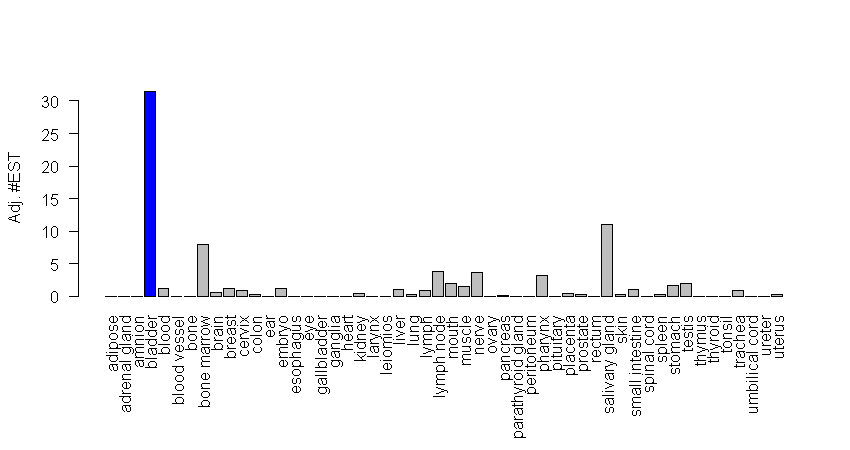 Adj. #EST
30
25
20
15
10
5
0
adipose
adrenal gland
amnion
bladder
blood
blood vessel
bone
bone marrow
brain
breast
cervix
colon
ear
embryo
esophagus
eye
gallbladder
ganglia
heart
kidney
larynx
leiomios
liver
lung
lymph
lymph node
mouth
muscle
nerve
ovary
pancreas
parathyroid gland
peritoneum
pharynx
pituitary
placenta
prostate
rectum
salivary gland
skin
small intestine
spinal cord
spleen
stomach
testis
thymus
thyroid
tonsil
trachea
umbilical cord
ureter
uterus